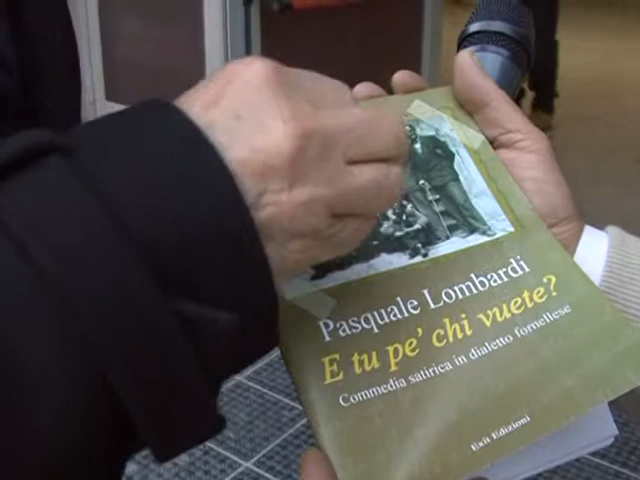 Pasquale Lombardi
E tu pe' chi vuete?
Commedia satirica in dialetto fornellese
Exit Edizioni